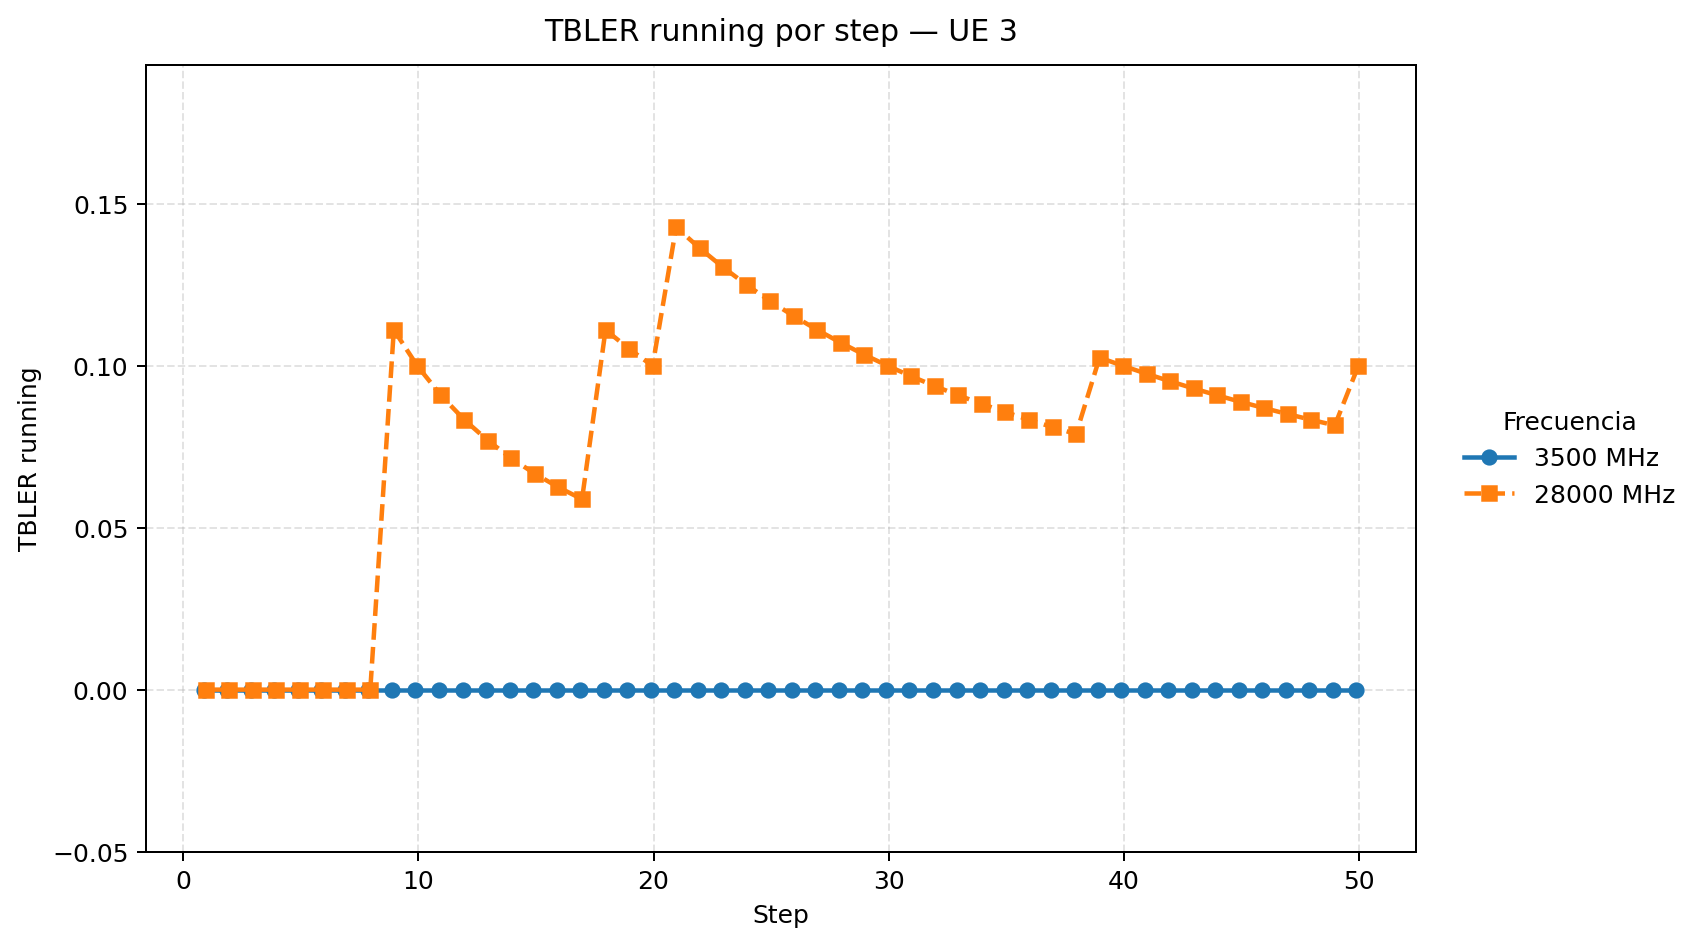 TBLER running por step — UE 3
TBLER running
0.15
0.10
0.05
0.00
−0.05
0 10 20 30 40 50
Step
Frecuencia
3500 MHz
28000 MHz